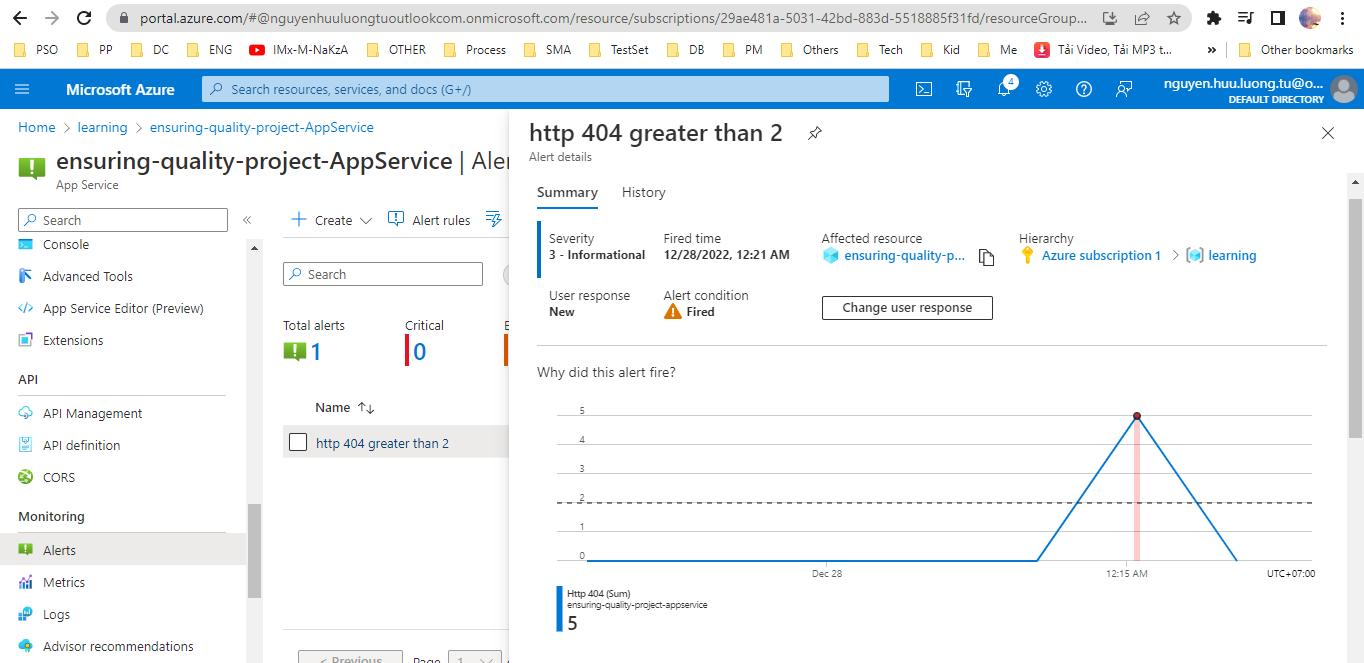 portal.azure.com/#@nguyenhuuluongtuoutlookcom.onmicrosoft.com/resource/subscriptions/29ae481a-5031-42bd-883d-5518885f31fd/resourceGroup...
PSO PP DC ENG IMx-M-NaKzA OTHER Process SMA TestSet DB PM Others Tech Kid Me Tải Video, Tải MP3 t... » Other bookmarks
Microsoft Azure
Search resources, services, and docs (G+/)
4
nguyen.huu.luong.tu@o...
DEFAULT DIRECTORY
Home > learning > ensuring-quality-project-AppService
ensuring-quality-project-AppService | Aler
App Service
Search
«
Console
Advanced Tools
App Service Editor (Preview)
Extensions
API
API Management
API definition
CORS
Monitoring
Alerts
Metrics
Logs
Advisor recommendations
Create
Alert rules
Search
Total alerts
1
Critical
0
Name
http 404 greater than 2
< Previous
Page
1
http 404 greater than 2
Alert details
Summary
History
Severity
3 - Informational
Fired time
12/28/2022, 12:21 AM
Affected resource
ensuring-quality-p...
Hierarchy
Azure subscription 1 > learning
User response
New
Alert condition
Fired
Change user response
Why did this alert fire?
5
4
3
2
1
0
Dec 28
12:15 AM
UTC+07:00
Http 404 (Sum)
ensuring-quality-project-appservice
5